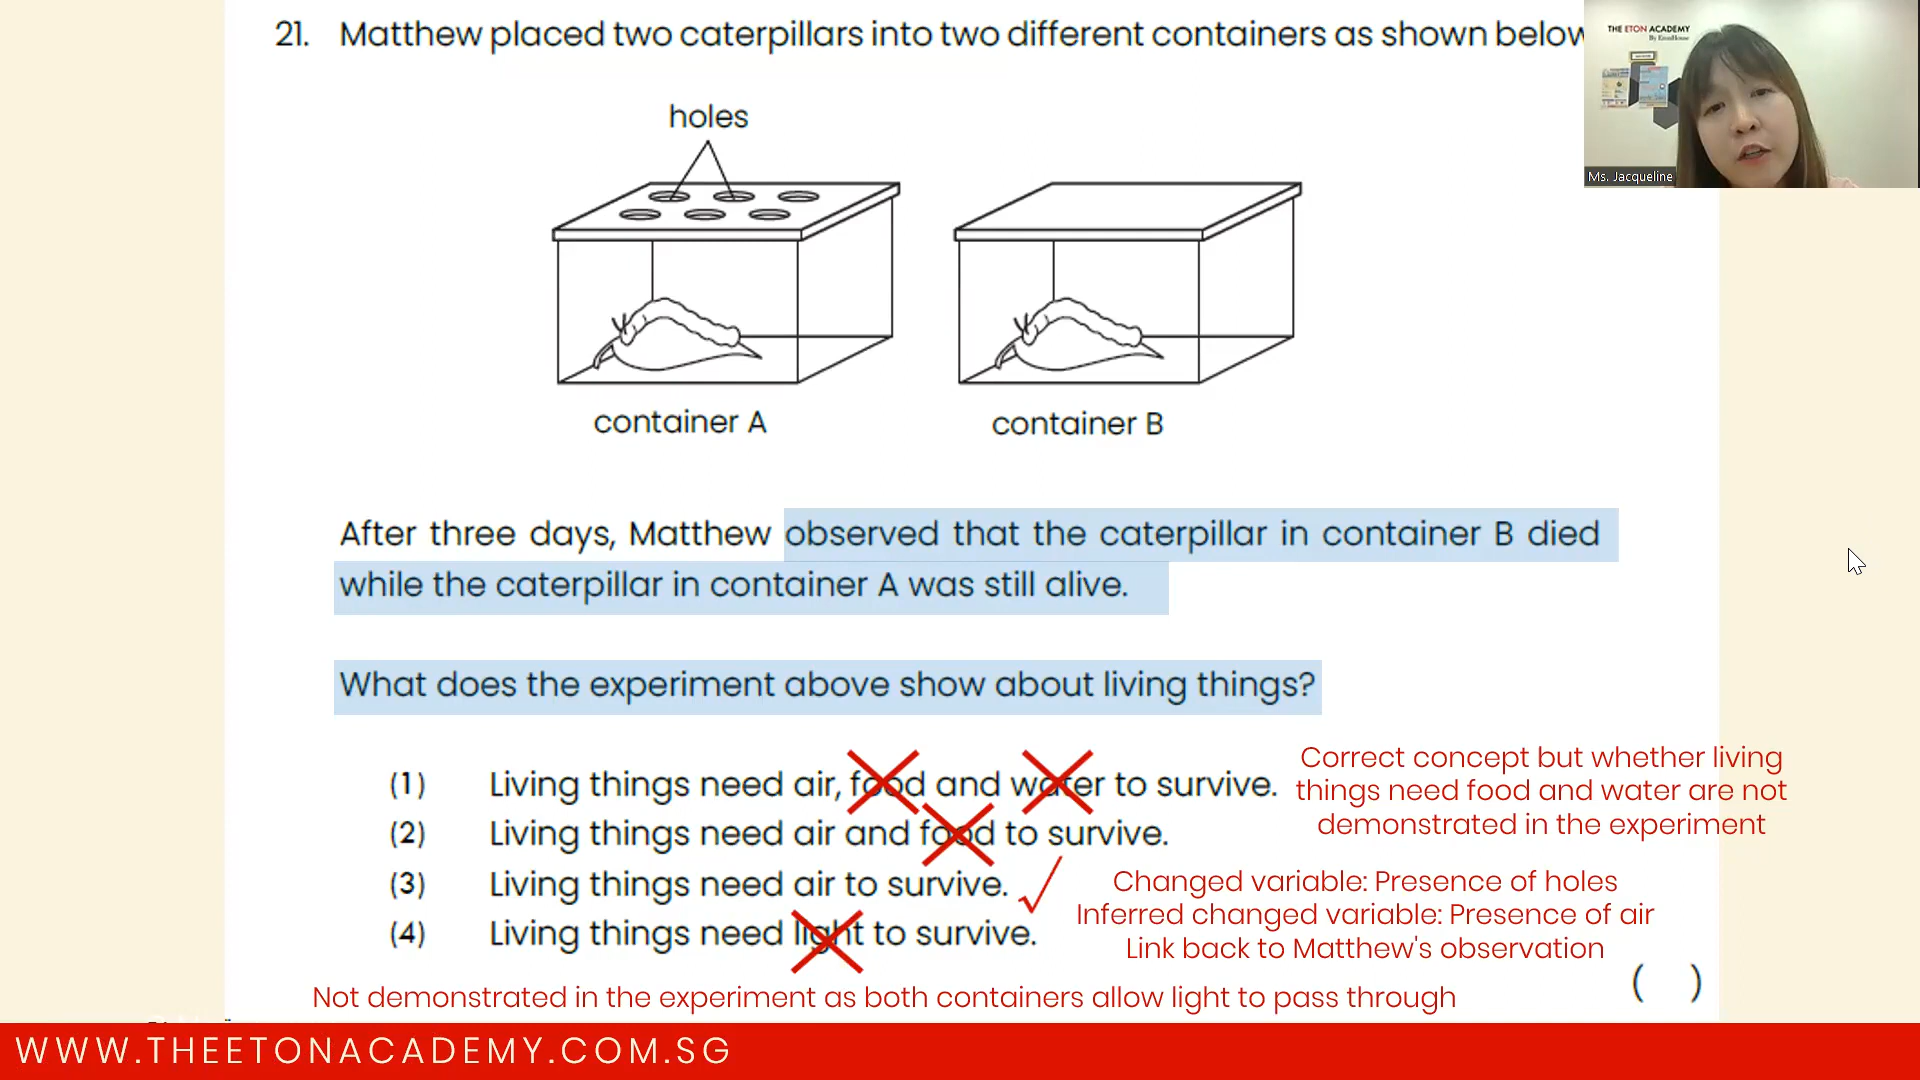 21. Matthew placed two caterpillars into two different containers as shown below
THE ETON ACADEMY
By EtonHouse
Ms. Jacqueline
holes
container A
container B
After three days, Matthew observed that the caterpillar in container B died
while the caterpillar in container A was still alive.
What does the experiment above show about living things?
(1) Living things need air, food and water to survive.
(2) Living things need air and food to survive.
(3) Living things need air to survive.
(4) Living things need light to survive.
Correct concept but whether living
things need food and water are not
demonstrated in the experiment
Changed variable: Presence of holes
Inferred changed variable: Presence of air
Link back to Matthew's observation
( )
Not demonstrated in the experiment as both containers allow light to pass through
WWW.THEETONACADEMY.COM.SG